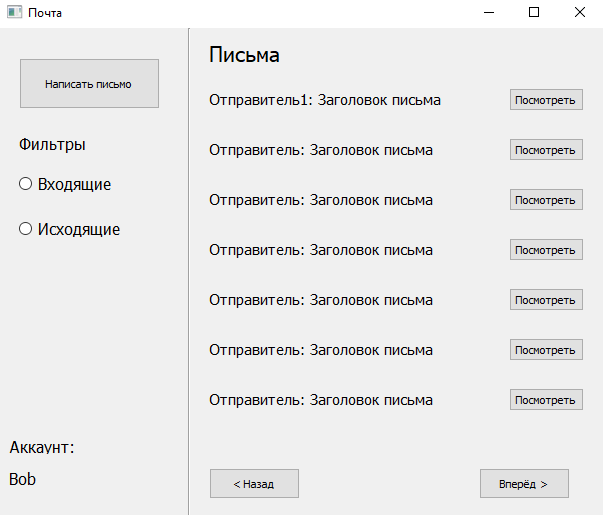 Почта
Написать письмо
Фильтры
Входящие
Исходящие
Аккаунт:
Bob
Письма
Отправитель1: Заголовок письма Посмотреть
Отправитель: Заголовок письма Посмотреть
Отправитель: Заголовок письма Посмотреть
Отправитель: Заголовок письма Посмотреть
Отправитель: Заголовок письма Посмотреть
Отправитель: Заголовок письма Посмотреть
Отправитель: Заголовок письма Посмотреть
< Назад Вперёд >